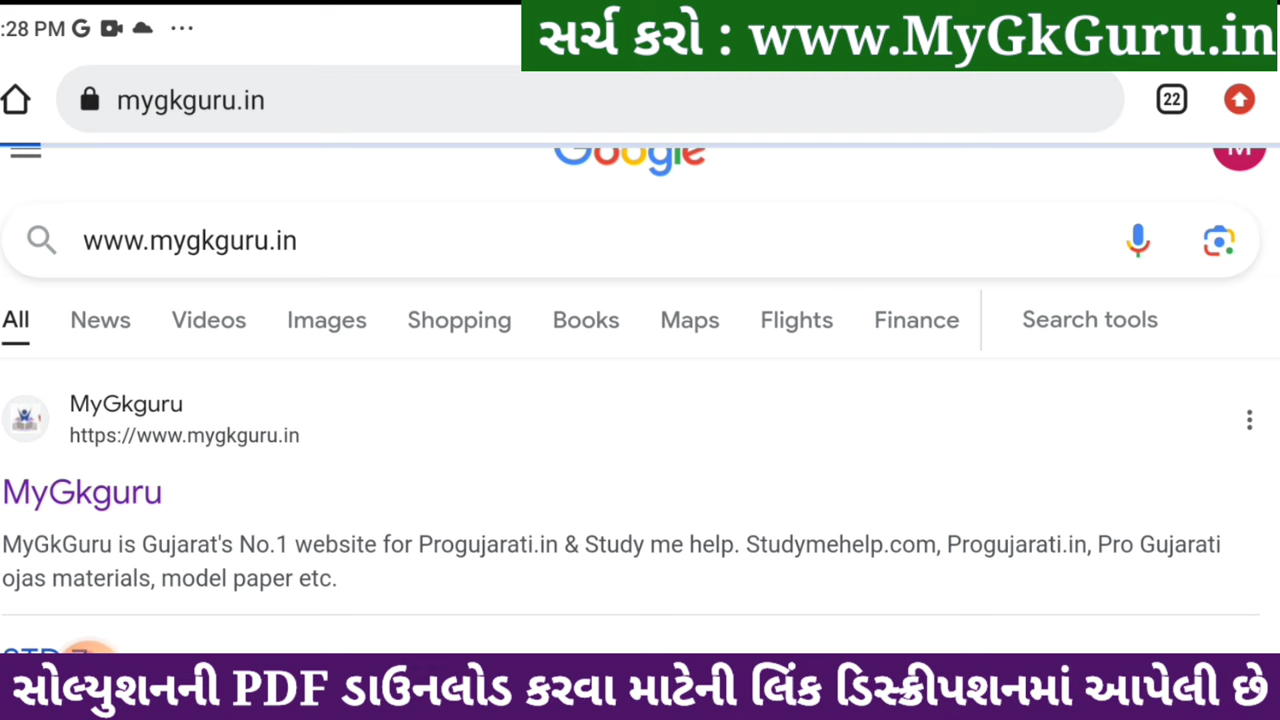 :28 PM
સર્ચ કરો : www.MyGkGuru.in
mygkguru.in
22
Google
www.mygkguru.in
All News Videos Images Shopping Books Maps Flights Finance Search tools
MyGkguru
https://www.mygkguru.in
MyGkguru
MyGkGuru is Gujarat's No.1 website for Progujarati.in & Study me help. Studymehelp.com, Progujarati.in, Pro Gujarati
ojas materials, model paper etc.
સોલ્યુશનની PDF ડાઉનલોડ કરવા માટેની લિંક ડિસ્ક્રીપશનમાં આપેલી છે